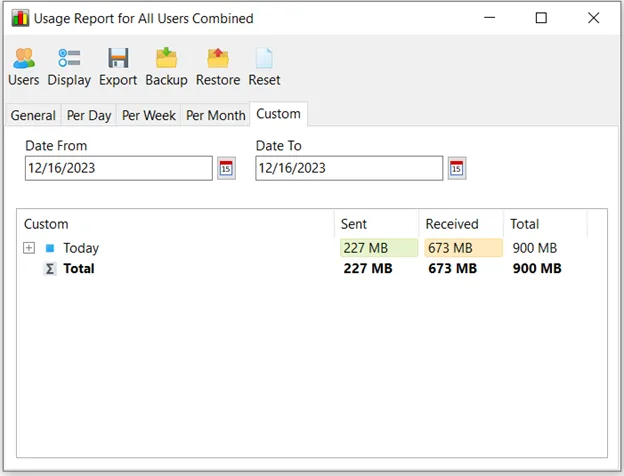 Usage Report for All Users Combined
Users Display Export Backup Restore Reset
General Per Day Per Week Per Month Custom
Date From Date To
12/16/2023 15 12/16/2023 15
Custom Sent Received Total
Today 227 MB 673 MB 900 MB
Σ Total 227 MB 673 MB 900 MB